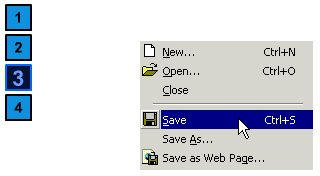 1
2
3
4
New... Ctrl+N
Open... Ctrl+O
Close
Save Ctrl+S
Save As...
Save as Web Page...